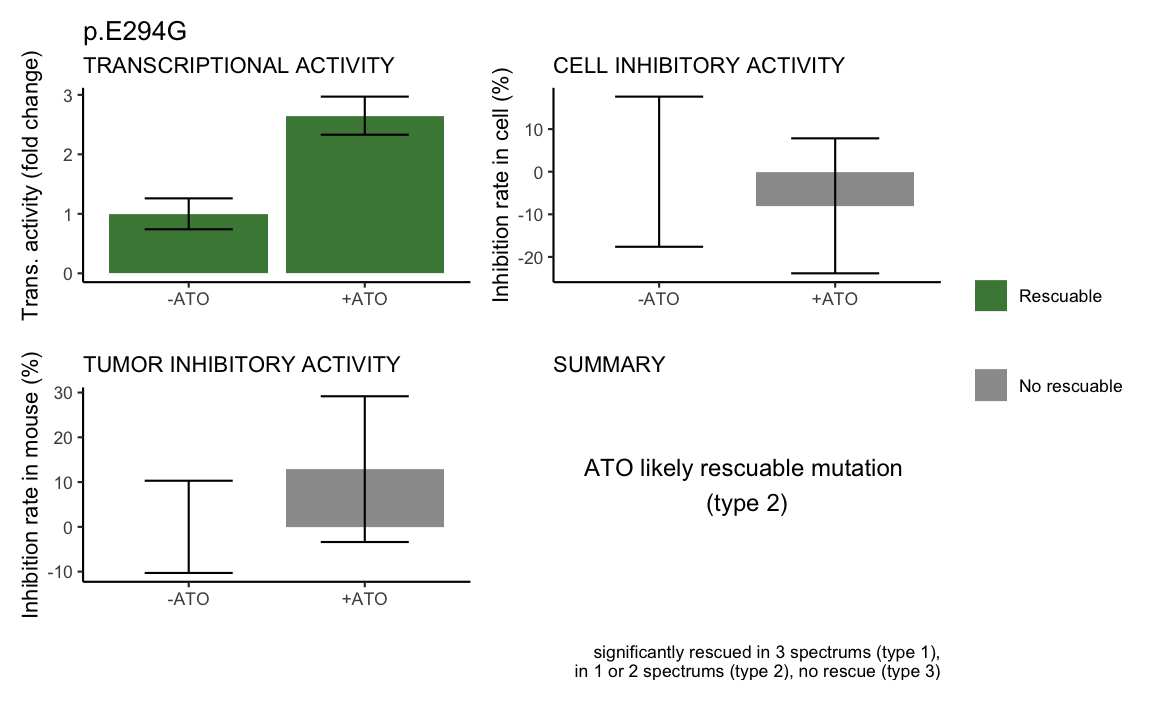 p.E294G
TRANSCRIPTIONAL ACTIVITY
Trans. activity (fold change)
3
2
1
0
-ATO +ATO
CELL INHIBITORY ACTIVITY
Inhibition rate in cell (%)
10
0
-10
-20
-ATO +ATO
Rescuable
No rescuable
TUMOR INHIBITORY ACTIVITY
Inhibition rate in mouse (%)
30
20
10
0
-10
-ATO +ATO
SUMMARY
ATO likely rescuable mutation
(type 2)
significantly rescued in 3 spectrums (type 1),
in 1 or 2 spectrums (type 2), no rescue (type 3)